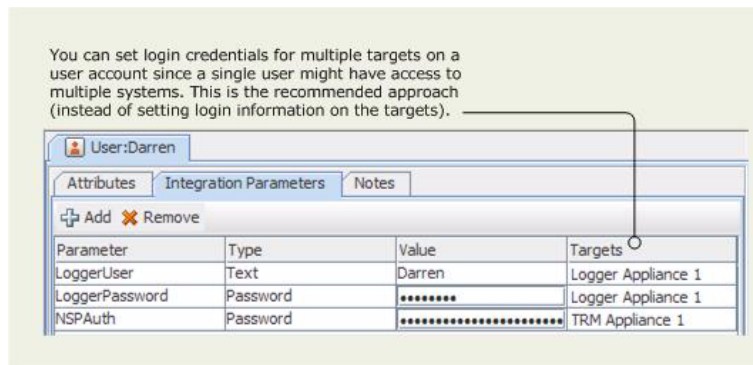 You can set login credentials for multiple targets on a
user account since a single user might have access to
multiple systems. This is the recommended approach
(instead of setting login information on the targets).
User:Darren
Attributes Integration Parameters Notes
Add Remove
Parameter Type Value Targets
LoggerUser Text Darren Logger Appliance 1
LoggerPassword Password •••••••• Logger Appliance 1
NSPAuth Password •••••••••••••••••••••••• TRM Appliance 1